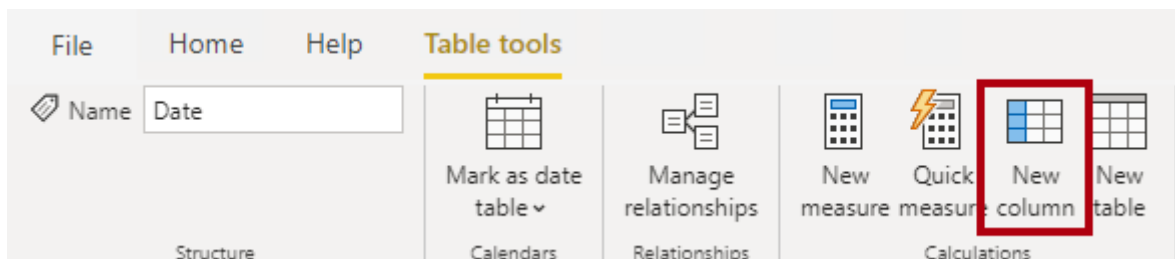 File Home Help Table tools
Name Date
Mark as date
table
Manage
relationships
New
measure
Quick
measure
New
column
New
table
Structure Calendars Relationships Calculations